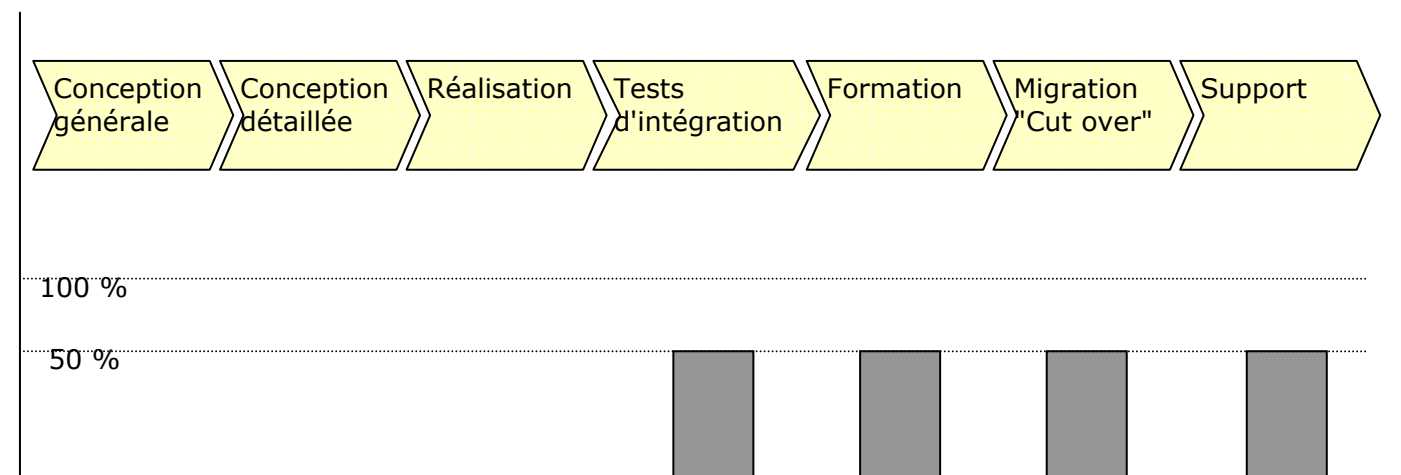 Conception
générale
Conception
détaillée
Réalisation
Tests
d'intégration
Formation
Migration
"Cut over"
Support
100 %
50 %